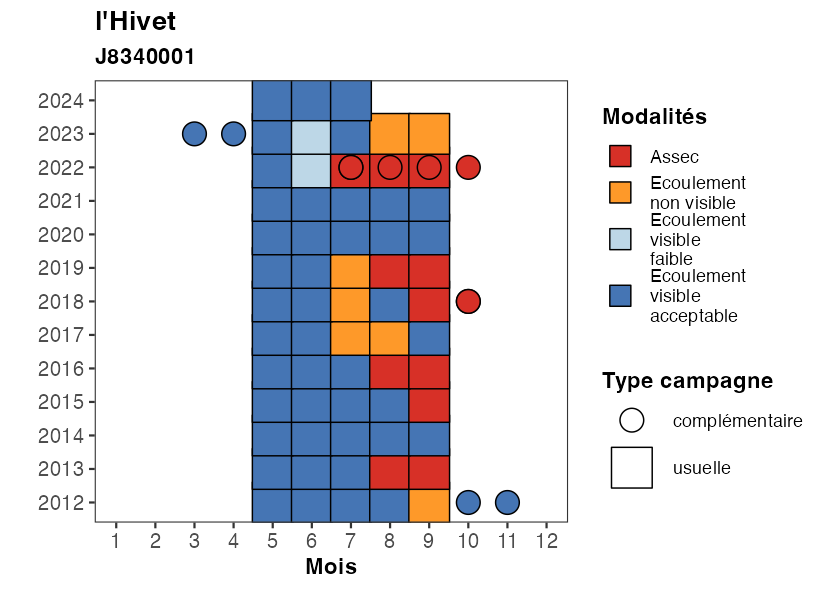 l'Hivet
J8340001
2024
2023
2022
2021
2020
2019
2018
2017
2016
2015
2014
2013
2012
1 2 3 4 5 6 7 8 9 10 11 12
Mois
Modalités
Assec
Ecoulement
non visible
Ecoulement
visible
faible
Ecoulement
visible
acceptable
Type campagne
complémentaire
usuelle